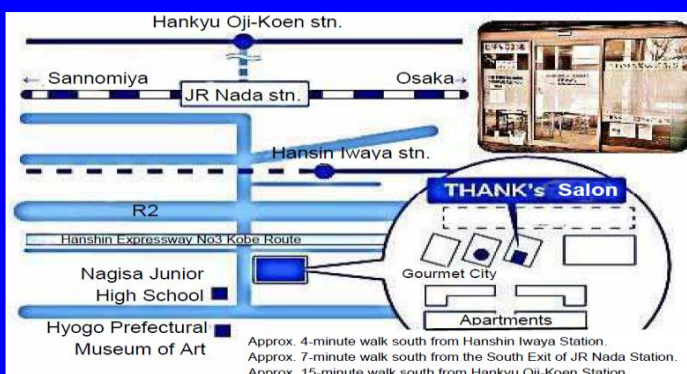 Hankyu Oji-Koen stn.
← Sannomiya
Osaka→
JR Nada stn.
Hansin Iwaya stn.
THANK's Salon
R2
Hanshin Expressway No3 Kobe Route
Gourmet City
Nagisa Junior
High School
Apartments
Hyogo Prefectural
Museum of Art
Approx. 4-minute walk south from Hanshin Iwaya Station.
Approx. 7-minute walk south from the South Exit of JR Nada Station.
Approx. 15-minute walk south from Hankyu Oji-Koen Station